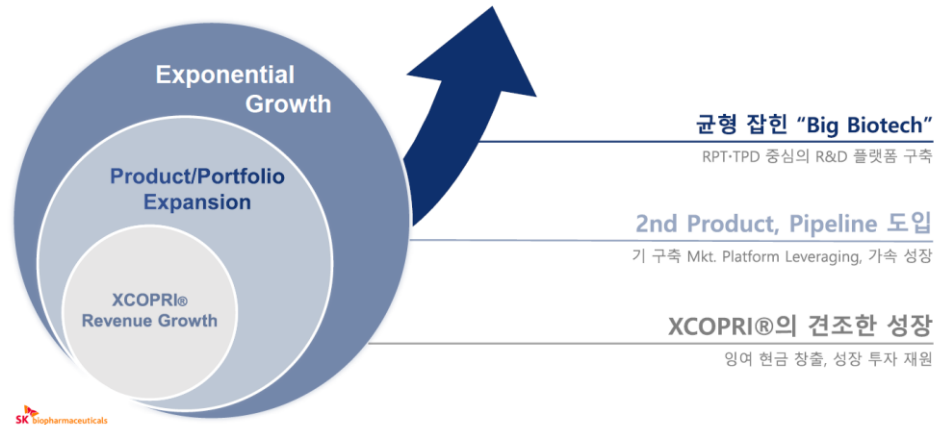 Exponential
Growth
Product/Portfolio
Expansion
XCOPRI®
Revenue Growth
균형 잡힌 “Big Biotech”
RPT·TPD 중심의 R&D 플랫폼 구축
2nd Product, Pipeline 도입
기 구축 Mkt. Platform Leveraging, 가속 성장
XCOPRI®의 견조한 성장
잉여 현금 창출, 성장 투자 재원
SK biopharmaceuticals